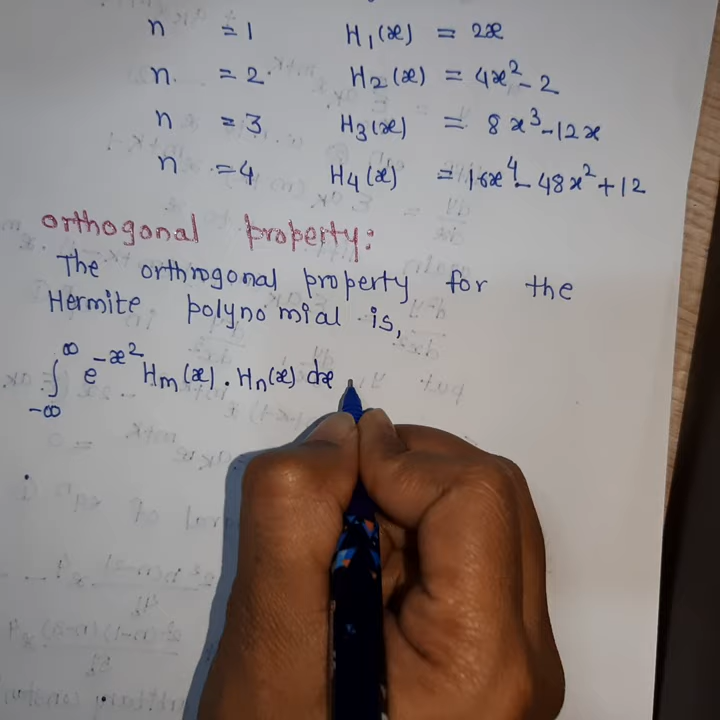 n = 1 H₁(x) = 2x
n. = 2 H₂(x) = 4x² - 2
n = 3 H₃(x) = 8x³ - 12x
n = 4 H₄(x) = 16x⁴ - 48x² + 12
orthogonal property:
The orthogonal property for the
Hermite polynomial is,
∫_{-∞}^{∞} e^{-x²} Hₘ(x) . Hₙ(x) dx